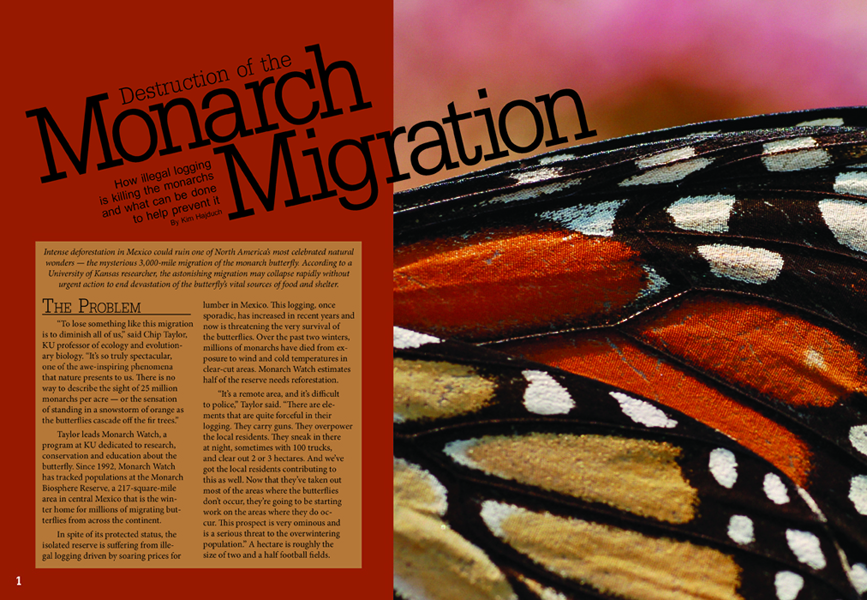 Destruction of the
Monarch
Migration
How illegal logging
is killing the monarchs
and what can be done
to help prevent it
By Kim Hajduch
Intense deforestation in Mexico could ruin one of North America's most celebrated natural
wonders — the mysterious 3,000-mile migration of the monarch butterfly. According to a
University of Kansas researcher, the astonishing migration may collapse rapidly without
urgent action to end devastation of the butterfly's vital sources of food and shelter.
The Problem
"To lose something like this migration
is to diminish all of us," said Chip Taylor,
KU professor of ecology and evolution-
ary biology. "It's so truly spectacular,
one of the awe-inspiring phenomena
that nature presents to us. There is no
way to describe the sight of 25 million
monarchs per acre — or the sensation
of standing in a snowstorm of orange as
the butterflies cascade off the fir trees."
Taylor leads Monarch Watch, a
program at KU dedicated to research,
conservation and education about the
butterfly. Since 1992, Monarch Watch
has tracked populations at the Monarch
Biosphere Reserve, a 217-square-mile
area in central Mexico that is the win-
ter home for millions of migrating but-
terflies from across the continent.
In spite of its protected status, the
isolated reserve is suffering from ille-
gal logging driven by soaring prices for
lumber in Mexico. This logging, once
sporadic, has increased in recent years and
now is threatening the very survival of
the butterflies. Over the past two winters,
millions of monarchs have died from ex-
posure to wind and cold temperatures in
clear-cut areas. Monarch Watch estimates
half of the reserve needs reforestation.
"It's a remote area, and it's difficult
to police," Taylor said. "There are ele-
ments that are quite forceful in their
logging. They carry guns. They overpower
the local residents. They sneak in there
at night, sometimes with 100 trucks,
and clear out 2 or 3 hectares. And we've
got the local residents contributing to
this as well. Now that they've taken out
most of the areas where the butterflies
don't occur, they're going to be starting
work on the areas where they do oc-
cur. This prospect is very ominous and
is a serious threat to the overwintering
population." A hectare is roughly the
size of two and a half football fields.
1